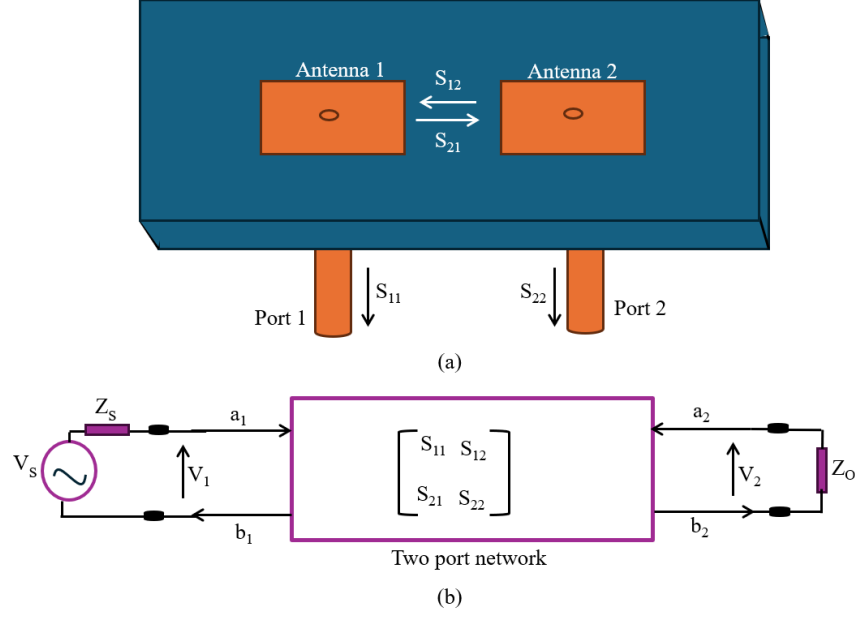 Antenna 1
Antenna 2
S12
S21
S11
S22
Port 1
Port 2
(a)
ZS
a1
a2
VS
V1
S11 S12
S21 S22
V2
ZO
b1
b2
Two port network
(b)